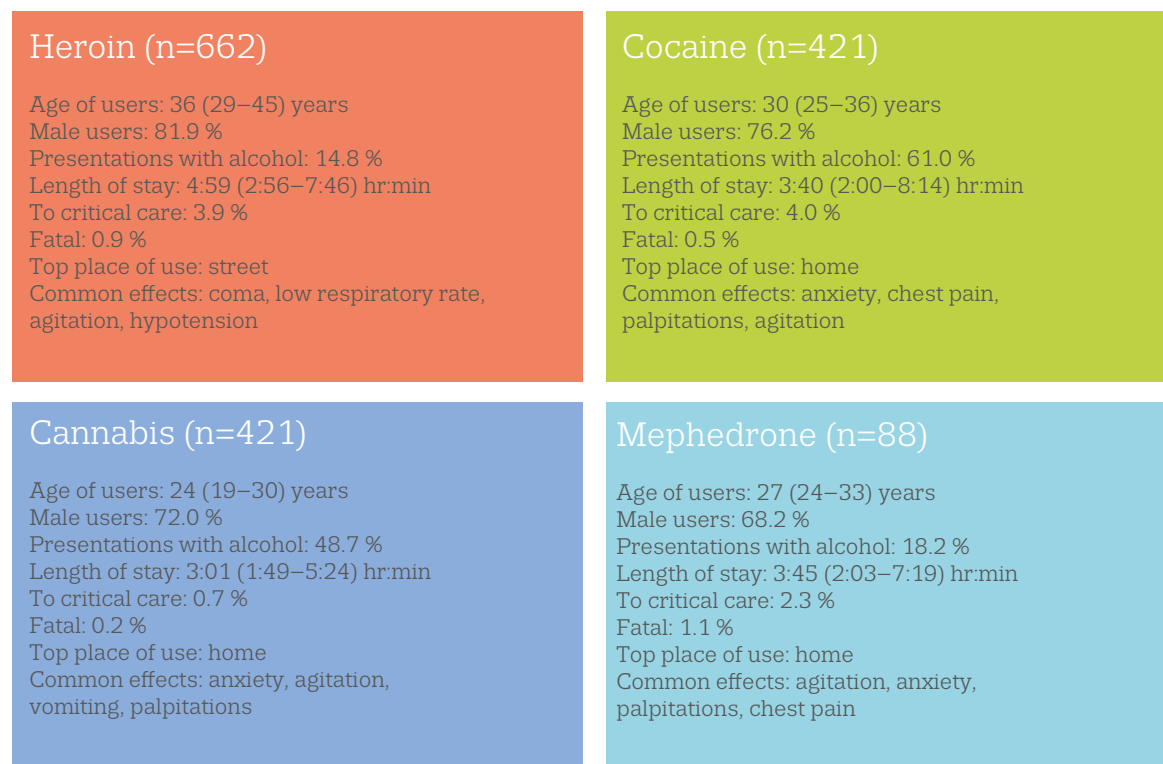 Heroin (n=662)
Age of users: 36 (29–45) years
Male users: 81.9 %
Presentations with alcohol: 14.8 %
Length of stay: 4:59 (2:56–7:46) hr:min
To critical care: 3.9 %
Fatal: 0.9 %
Top place of use: street
Common effects: coma, low respiratory rate,
agitation, hypotension
Cocaine (n=421)
Age of users: 30 (25–36) years
Male users: 76.2 %
Presentations with alcohol: 61.0 %
Length of stay: 3:40 (2:00–8:14) hr:min
To critical care: 4.0 %
Fatal: 0.5 %
Top place of use: home
Common effects: anxiety, chest pain,
palpitations, agitation
Cannabis (n=421)
Age of users: 24 (19–30) years
Male users: 72.0 %
Presentations with alcohol: 48.7 %
Length of stay: 3:01 (1:49–5:24) hr:min
To critical care: 0.7 %
Fatal: 0.2 %
Top place of use: home
Common effects: anxiety, agitation,
vomiting, palpitations
Mephedrone (n=88)
Age of users: 27 (24–33) years
Male users: 68.2 %
Presentations with alcohol: 18.2 %
Length of stay: 3:45 (2:03–7:19) hr:min
To critical care: 2.3 %
Fatal: 1.1 %
Top place of use: home
Common effects: agitation, anxiety,
palpitations, chest pain